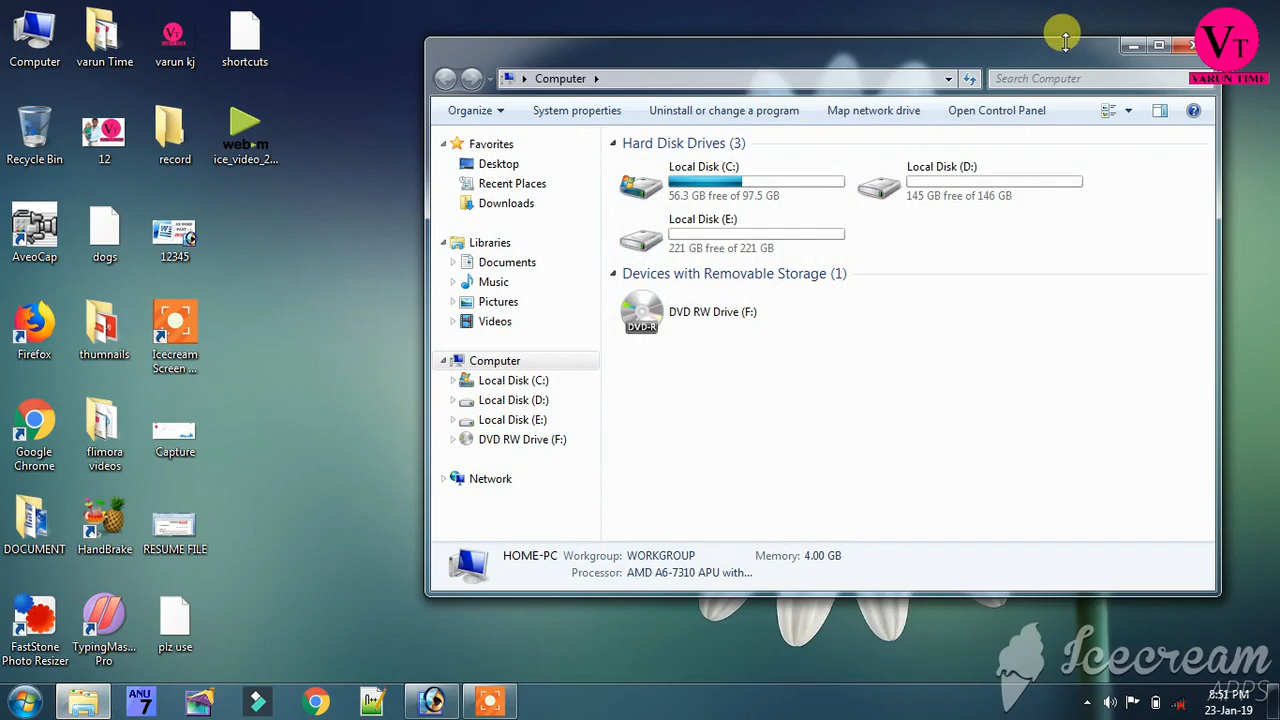 Computer
varun Time
varun kj
shortcuts
Recycle Bin
12
record
web-m
ice_video_2...
AveoCap
dogs
12345
Firefox
thumnails
Icecream
Screen ...
Google
Chrome
flimora
videos
Capture
DOCUMENT
HandBrake
RESUME FILE
FastStone
Photo Resizer
TypingMas...
Pro
plz use
VT
VARUN TIME
Computer
Search Computer
Organize
System properties
Uninstall or change a program
Map network drive
Open Control Panel
Favorites
Desktop
Recent Places
Downloads
Libraries
Documents
Music
Pictures
Videos
Computer
Local Disk (C:)
Local Disk (D:)
Local Disk (E:)
DVD RW Drive (F:)
Network
Hard Disk Drives (3)
Local Disk (C:)
56.3 GB free of 97.5 GB
Local Disk (D:)
145 GB free of 146 GB
Local Disk (E:)
221 GB free of 221 GB
Devices with Removable Storage (1)
DVD-R
DVD RW Drive (F:)
HOME-PC Workgroup: WORKGROUP Memory: 4.00 GB
Processor: AMD A6-7310 APU with...
Icecream
APPS
ANU
7
8:51 PM
23-Jan-19